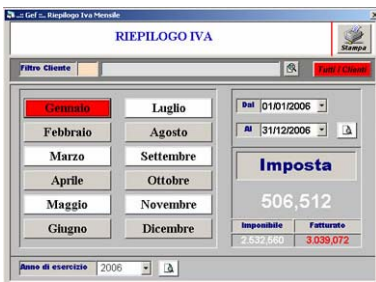 ..:: Gef ::.. Riepilogo Iva Mensile
RIEPILOGO IVA
Stampa
Filtro Cliente
Tutti i Clienti
Gennaio
Luglio
Febbraio
Agosto
Marzo
Settembre
Aprile
Ottobre
Maggio
Novembre
Giugno
Dicembre
Dal 01/01/2006
Al 31/12/2006
Imposta
506,512
Imponibile Fatturato
2.532,560 3.039,072
Anno di esercizio 2006